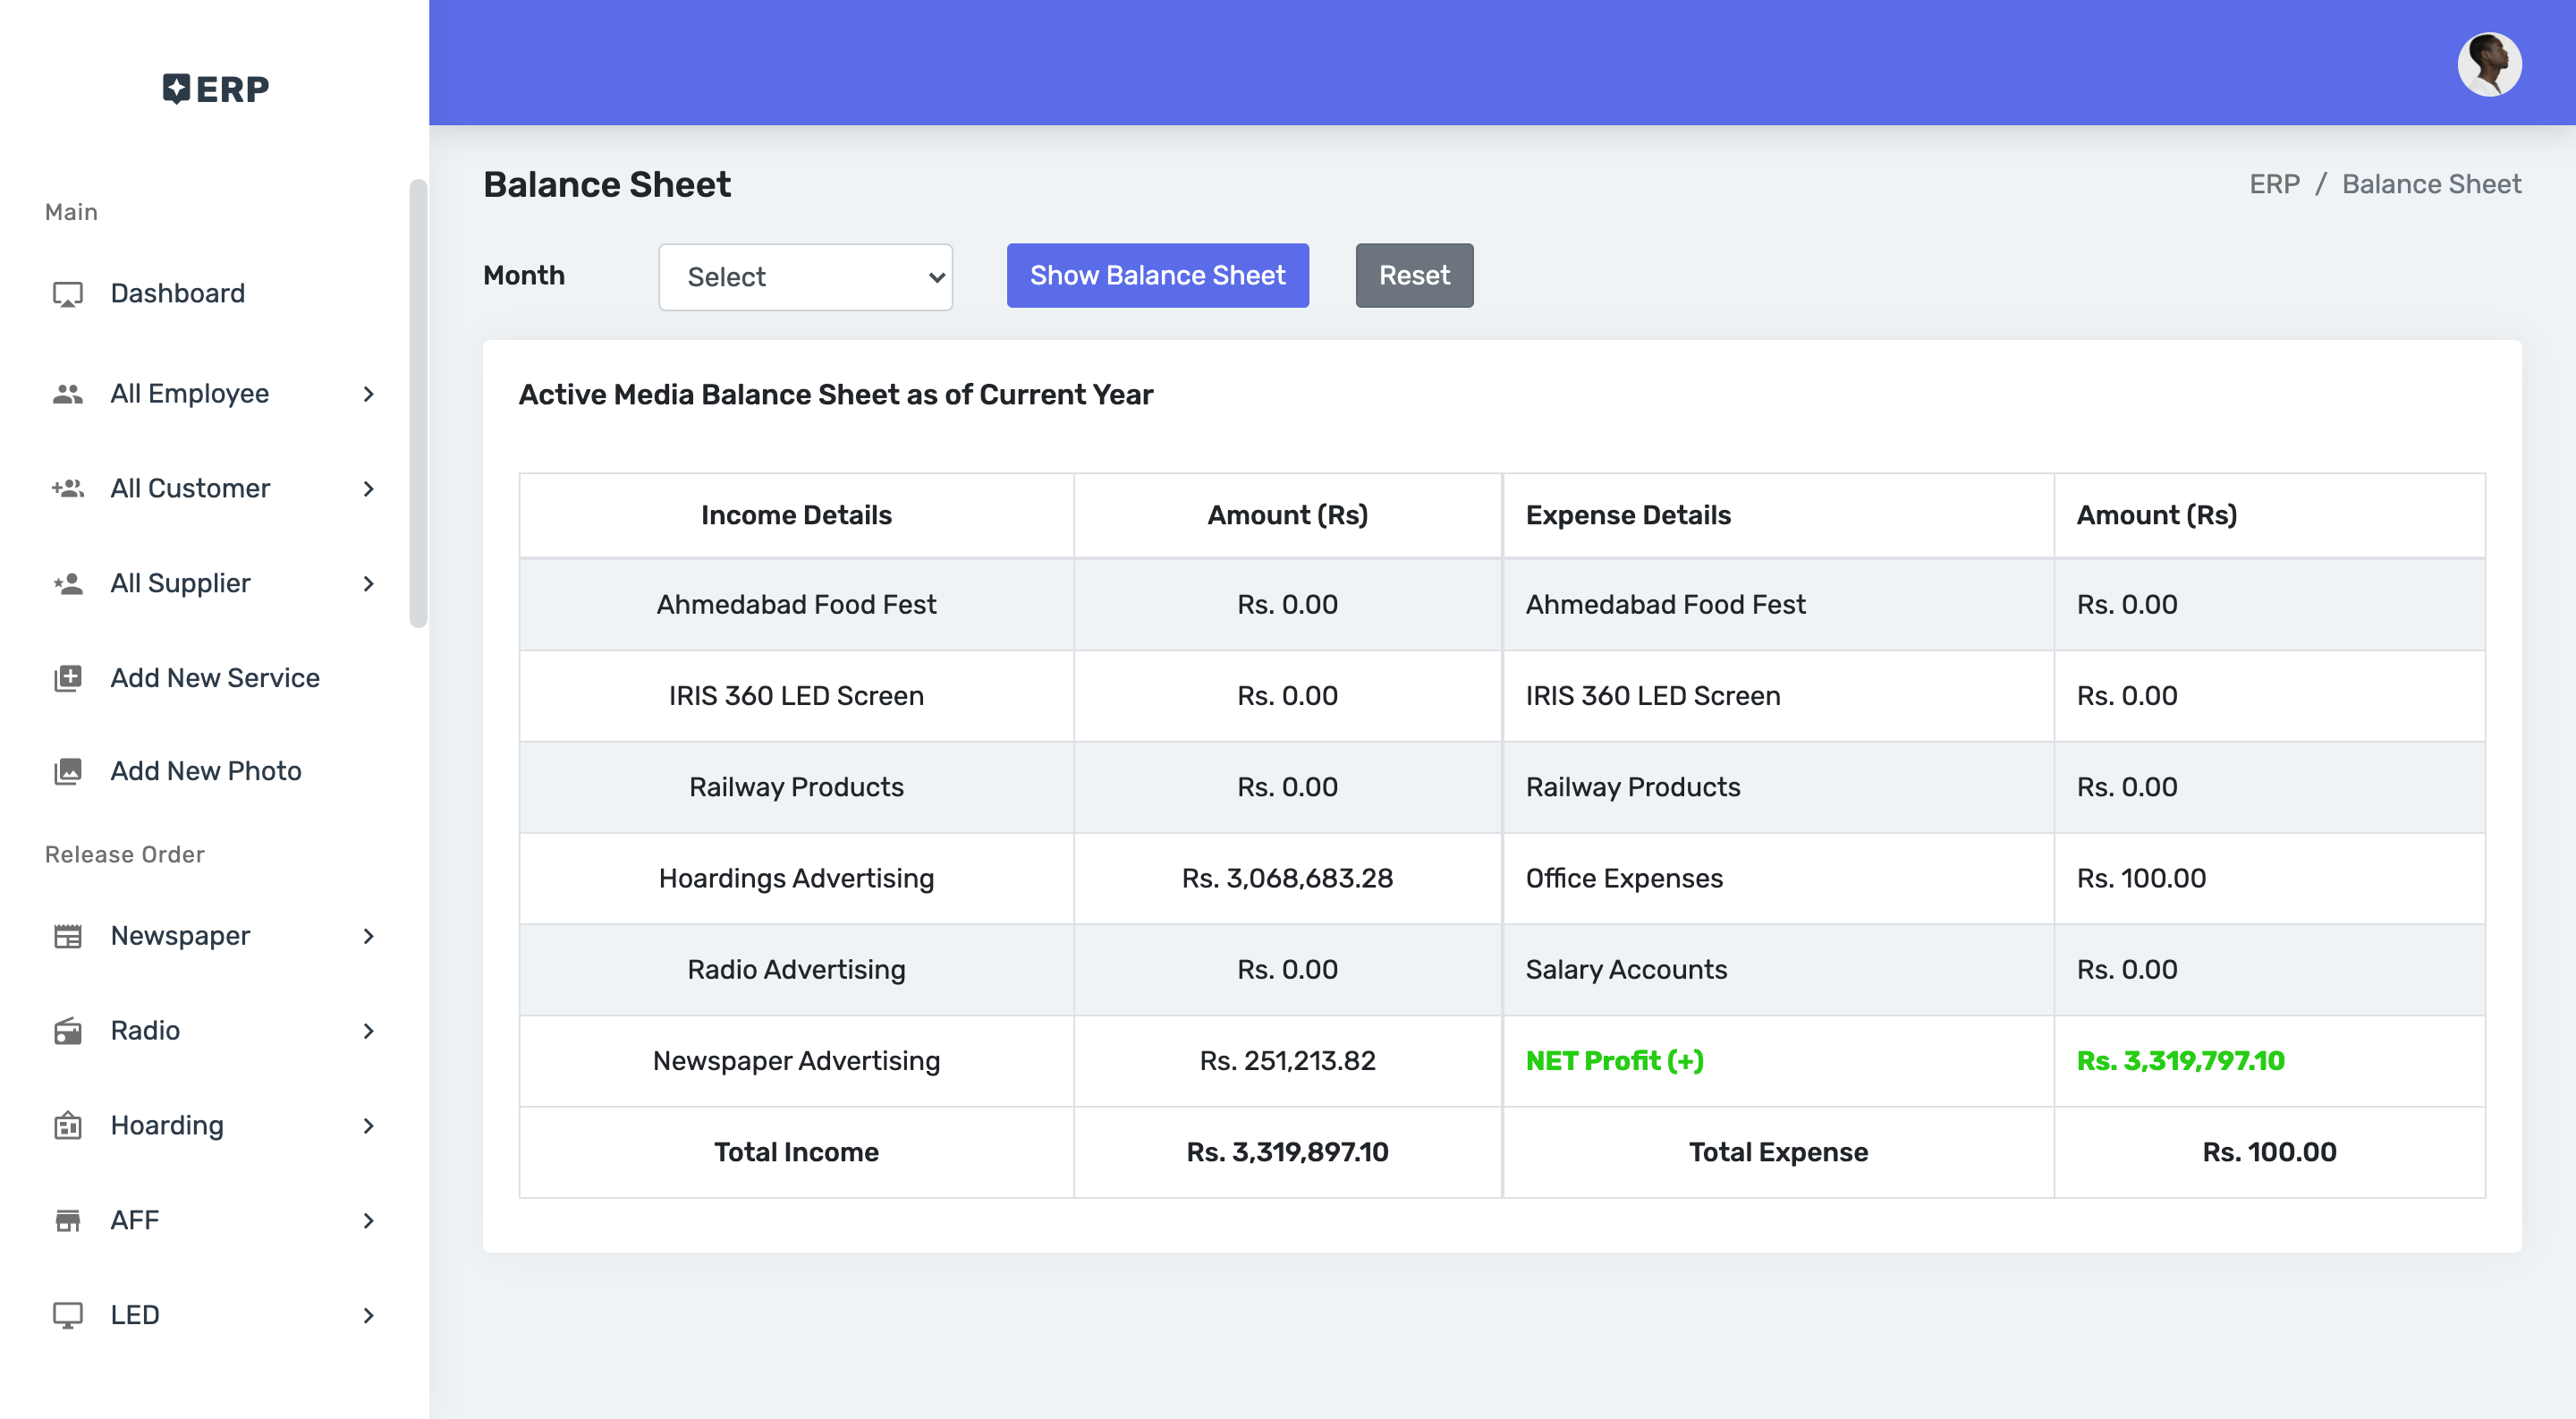 ERP
Main
Dashboard
All Employee
All Customer
All Supplier
Add New Service
Add New Photo
Release Order
Newspaper
Radio
Hoarding
AFF
LED
Balance Sheet
ERP / Balance Sheet
Month Select Show Balance Sheet Reset
Active Media Balance Sheet as of Current Year
Income Details Amount (Rs) Expense Details Amount (Rs)
Ahmedabad Food Fest Rs. 0.00 Ahmedabad Food Fest Rs. 0.00
IRIS 360 LED Screen Rs. 0.00 IRIS 360 LED Screen Rs. 0.00
Railway Products Rs. 0.00 Railway Products Rs. 0.00
Hoardings Advertising Rs. 3,068,683.28 Office Expenses Rs. 100.00
Radio Advertising Rs. 0.00 Salary Accounts Rs. 0.00
Newspaper Advertising Rs. 251,213.82 NET Profit (+) Rs. 3,319,797.10
Total Income Rs. 3,319,897.10 Total Expense Rs. 100.00